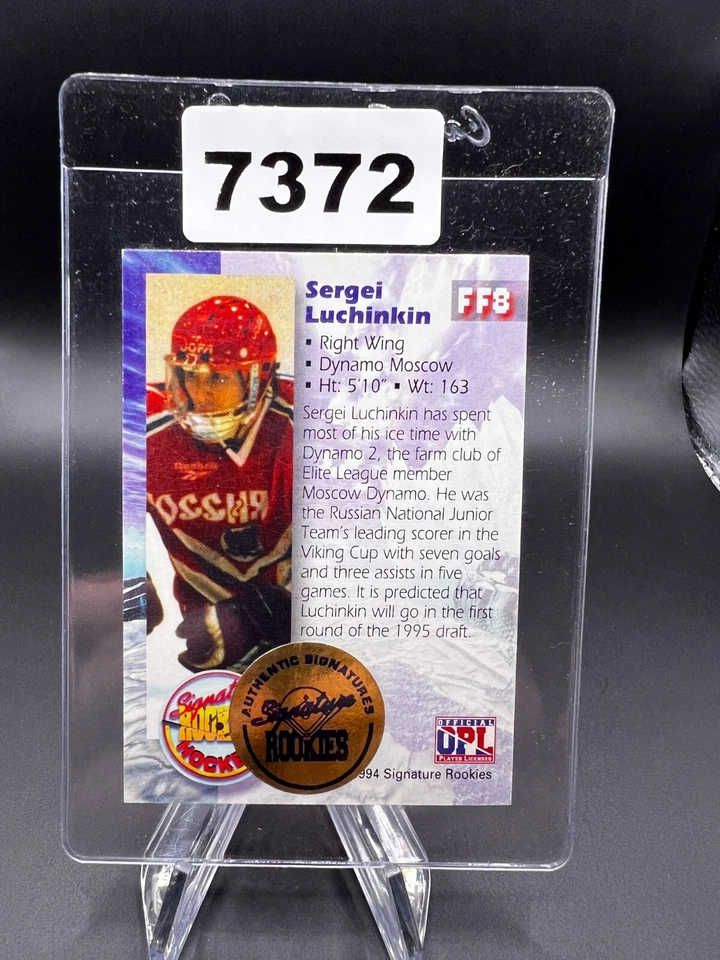 7372
Sergei
Luchinkin
FF8
▪ Right Wing
▪ Dynamo Moscow
▪ Ht: 5'10" ▪ Wt: 163
Sergei Luchinkin has spent
most of his ice time with
Dynamo 2, the farm club of
Elite League member
Moscow Dynamo. He was
the Russian National Junior
Team's leading scorer in the
Viking Cup with seven goals
and three assists in five
games. It is predicted that
Luchinkin will go in the first
round of the 1995 draft.
JOFA
Reebok
РОССИЯ
AUTHENTIC SIGNATURES
Signature
ROOKIES
OFFICIAL
OPL
PLAYER LICENSEE
994 Signature Rookies